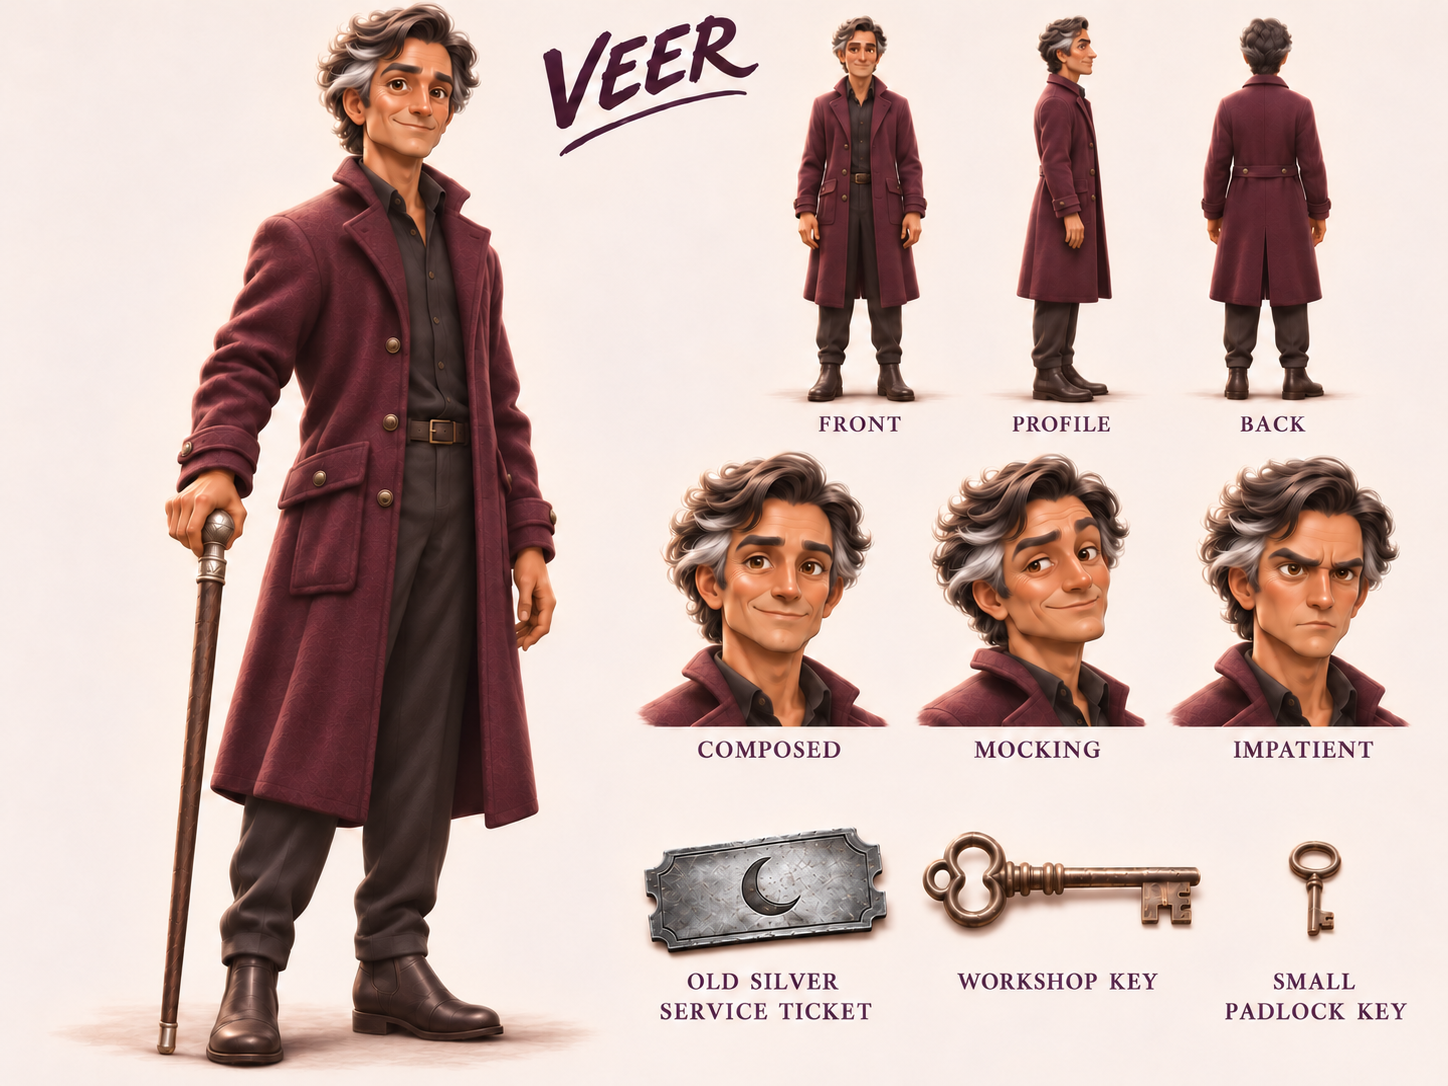 VEER
FRONT
PROFILE
BACK
COMPOSED
MOCKING
IMPATIENT
OLD SILVER
SERVICE TICKET
WORKSHOP KEY
SMALL
PADLOCK KEY